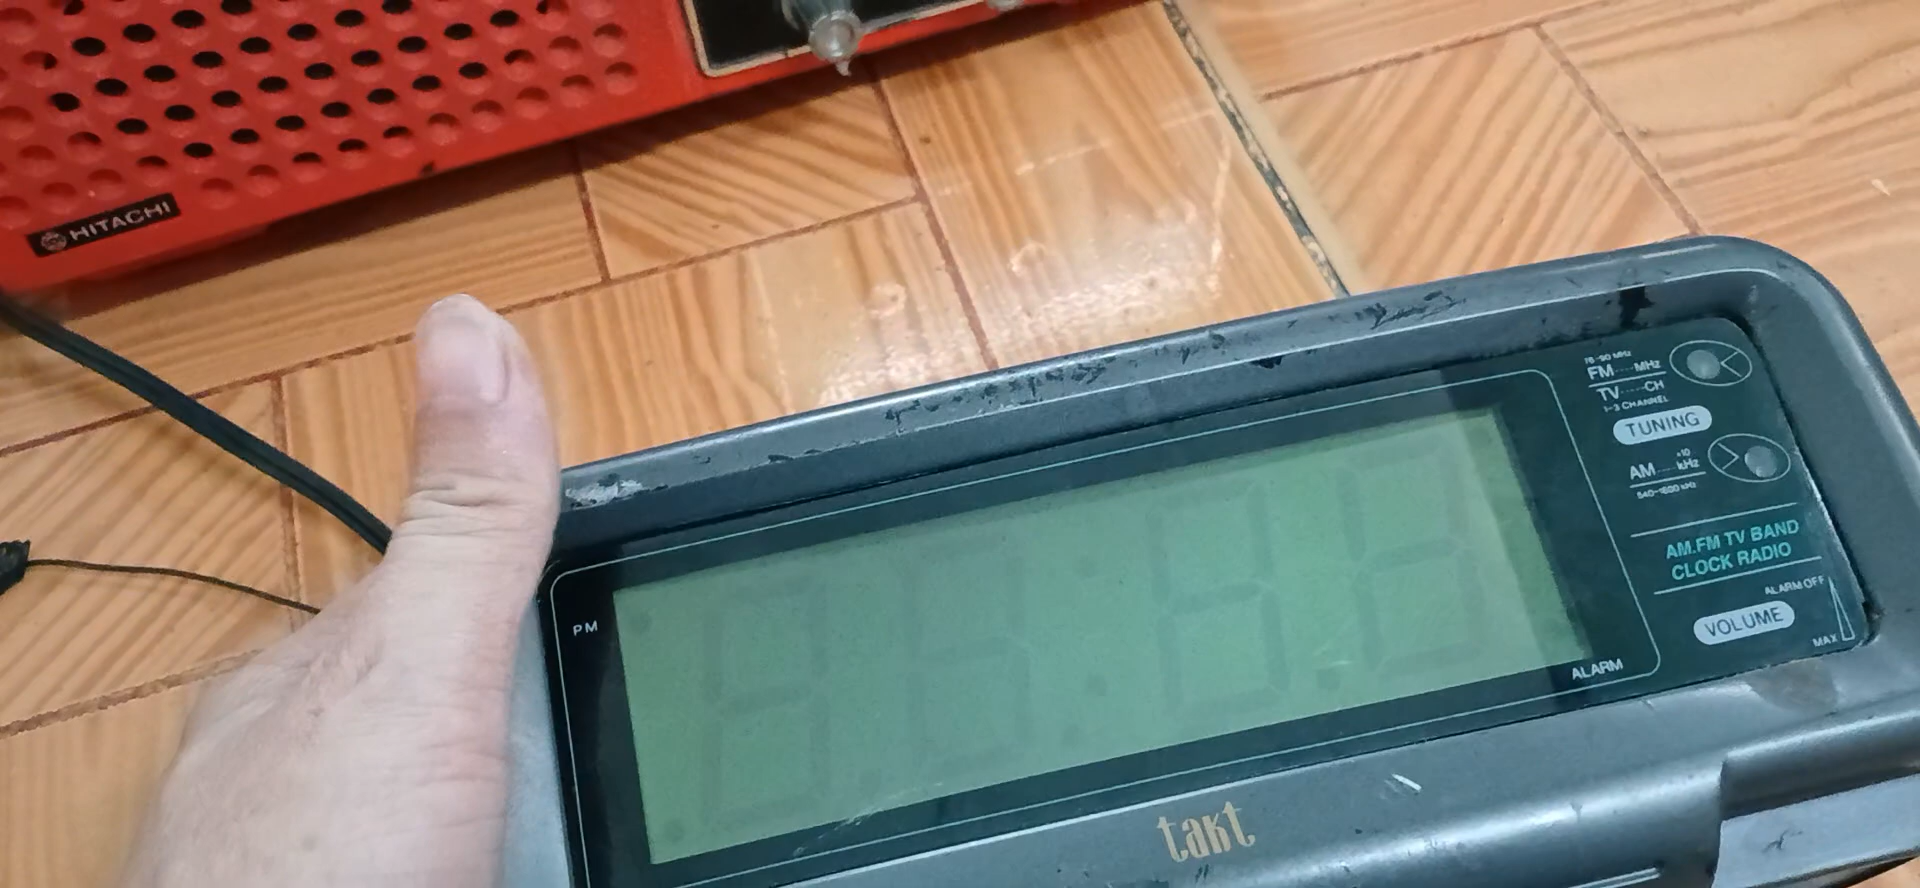 HITACHI
76-90 MHz
FM····MHz
TV·····CH
1-3 CHANNEL
TUNING
×10
AM·····kHz
540-1600 kHz
AM.FM TV BAND
CLOCK RADIO
ALARM OFF
VOLUME
MAX
PM
ALARM
takt